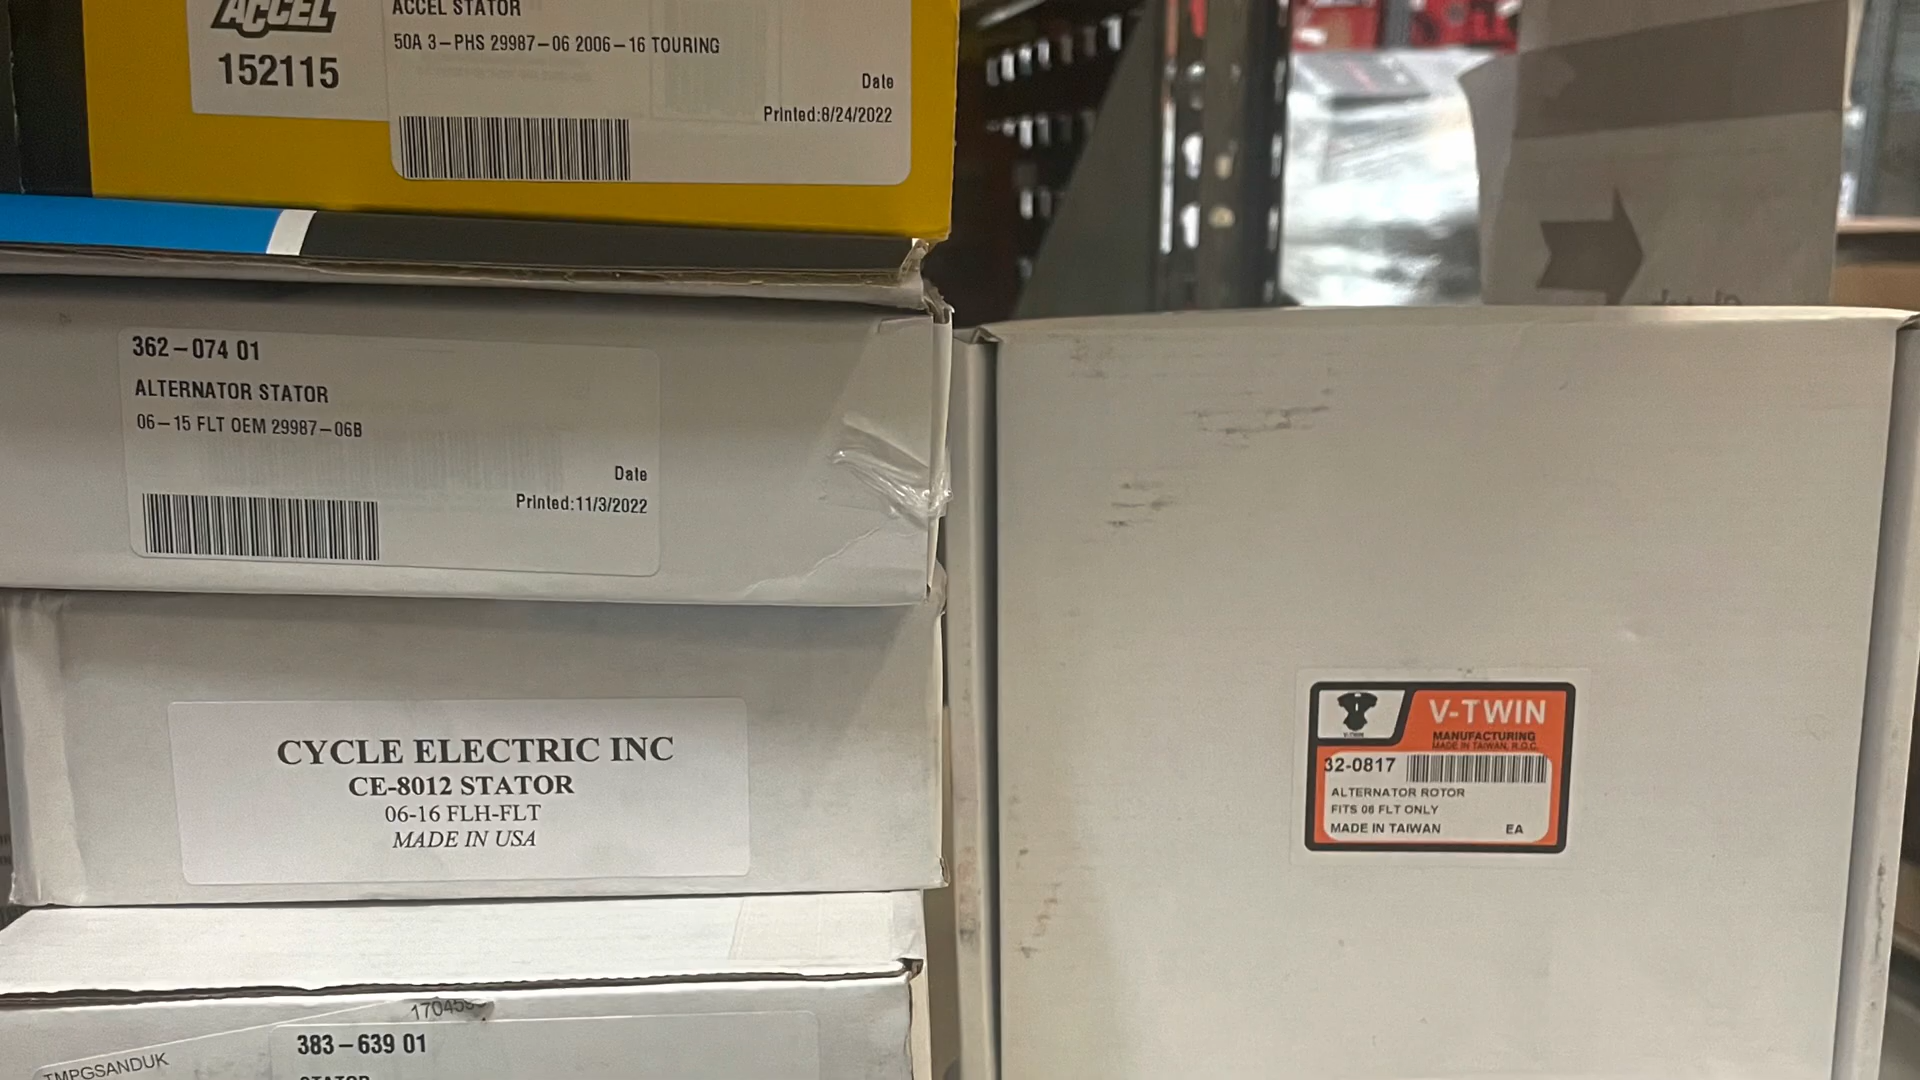 ACCEL
152115
ACCEL STATOR
50A 3-PHS 29987-06 2006-16 TOURING
Date
Printed:8/24/2022
362-074 01
ALTERNATOR STATOR
06-15 FLT OEM 29987-06B
Date
Printed:11/3/2022
CYCLE ELECTRIC INC
CE-8012 STATOR
06-16 FLH-FLT
MADE IN USA
383-639 01
STATOR
TMPGSANDUK
V-TWIN
V-TWIN
MANUFACTURING
MADE IN TAIWAN, R.O.C.
32-0817
ALTERNATOR ROTOR
FITS 06 FLT ONLY
MADE IN TAIWAN EA